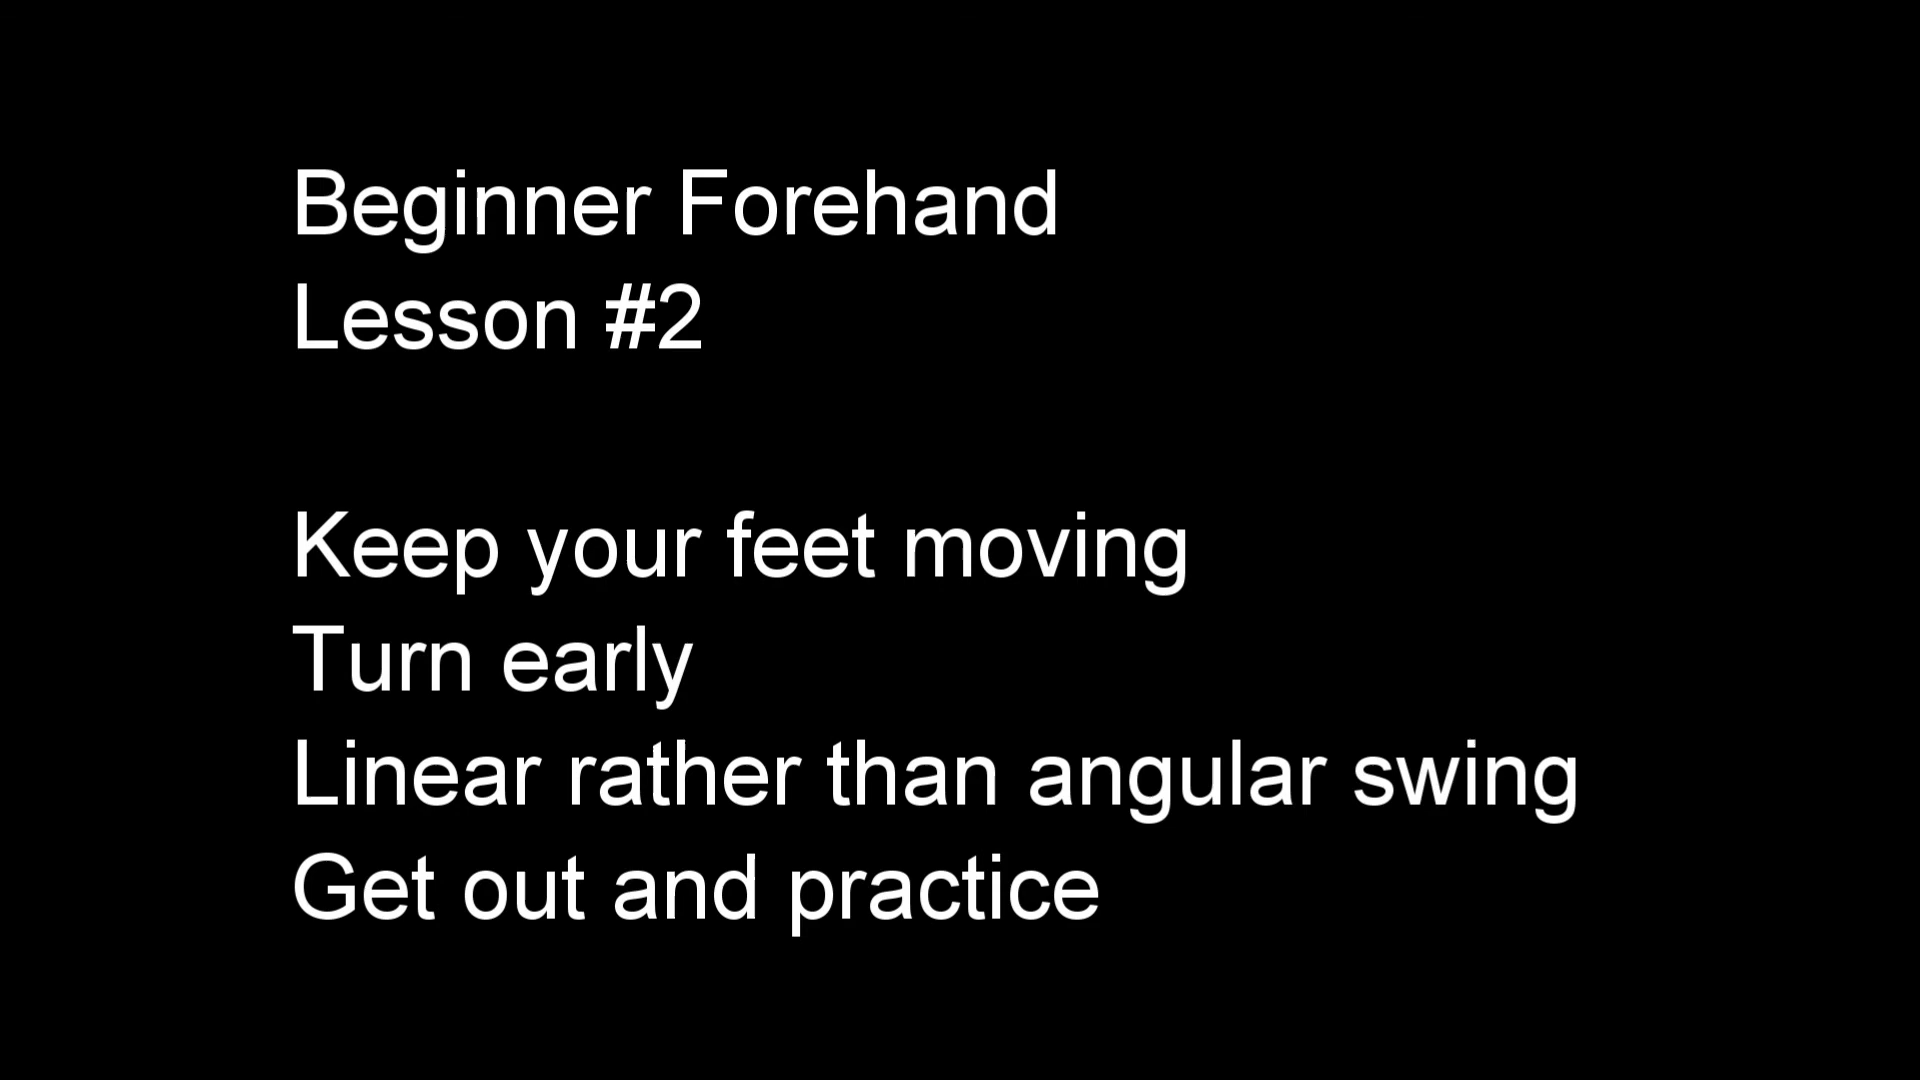 Beginner Forehand
Lesson #2
Keep your feet moving
Turn early
Linear rather than angular swing
Get out and practice